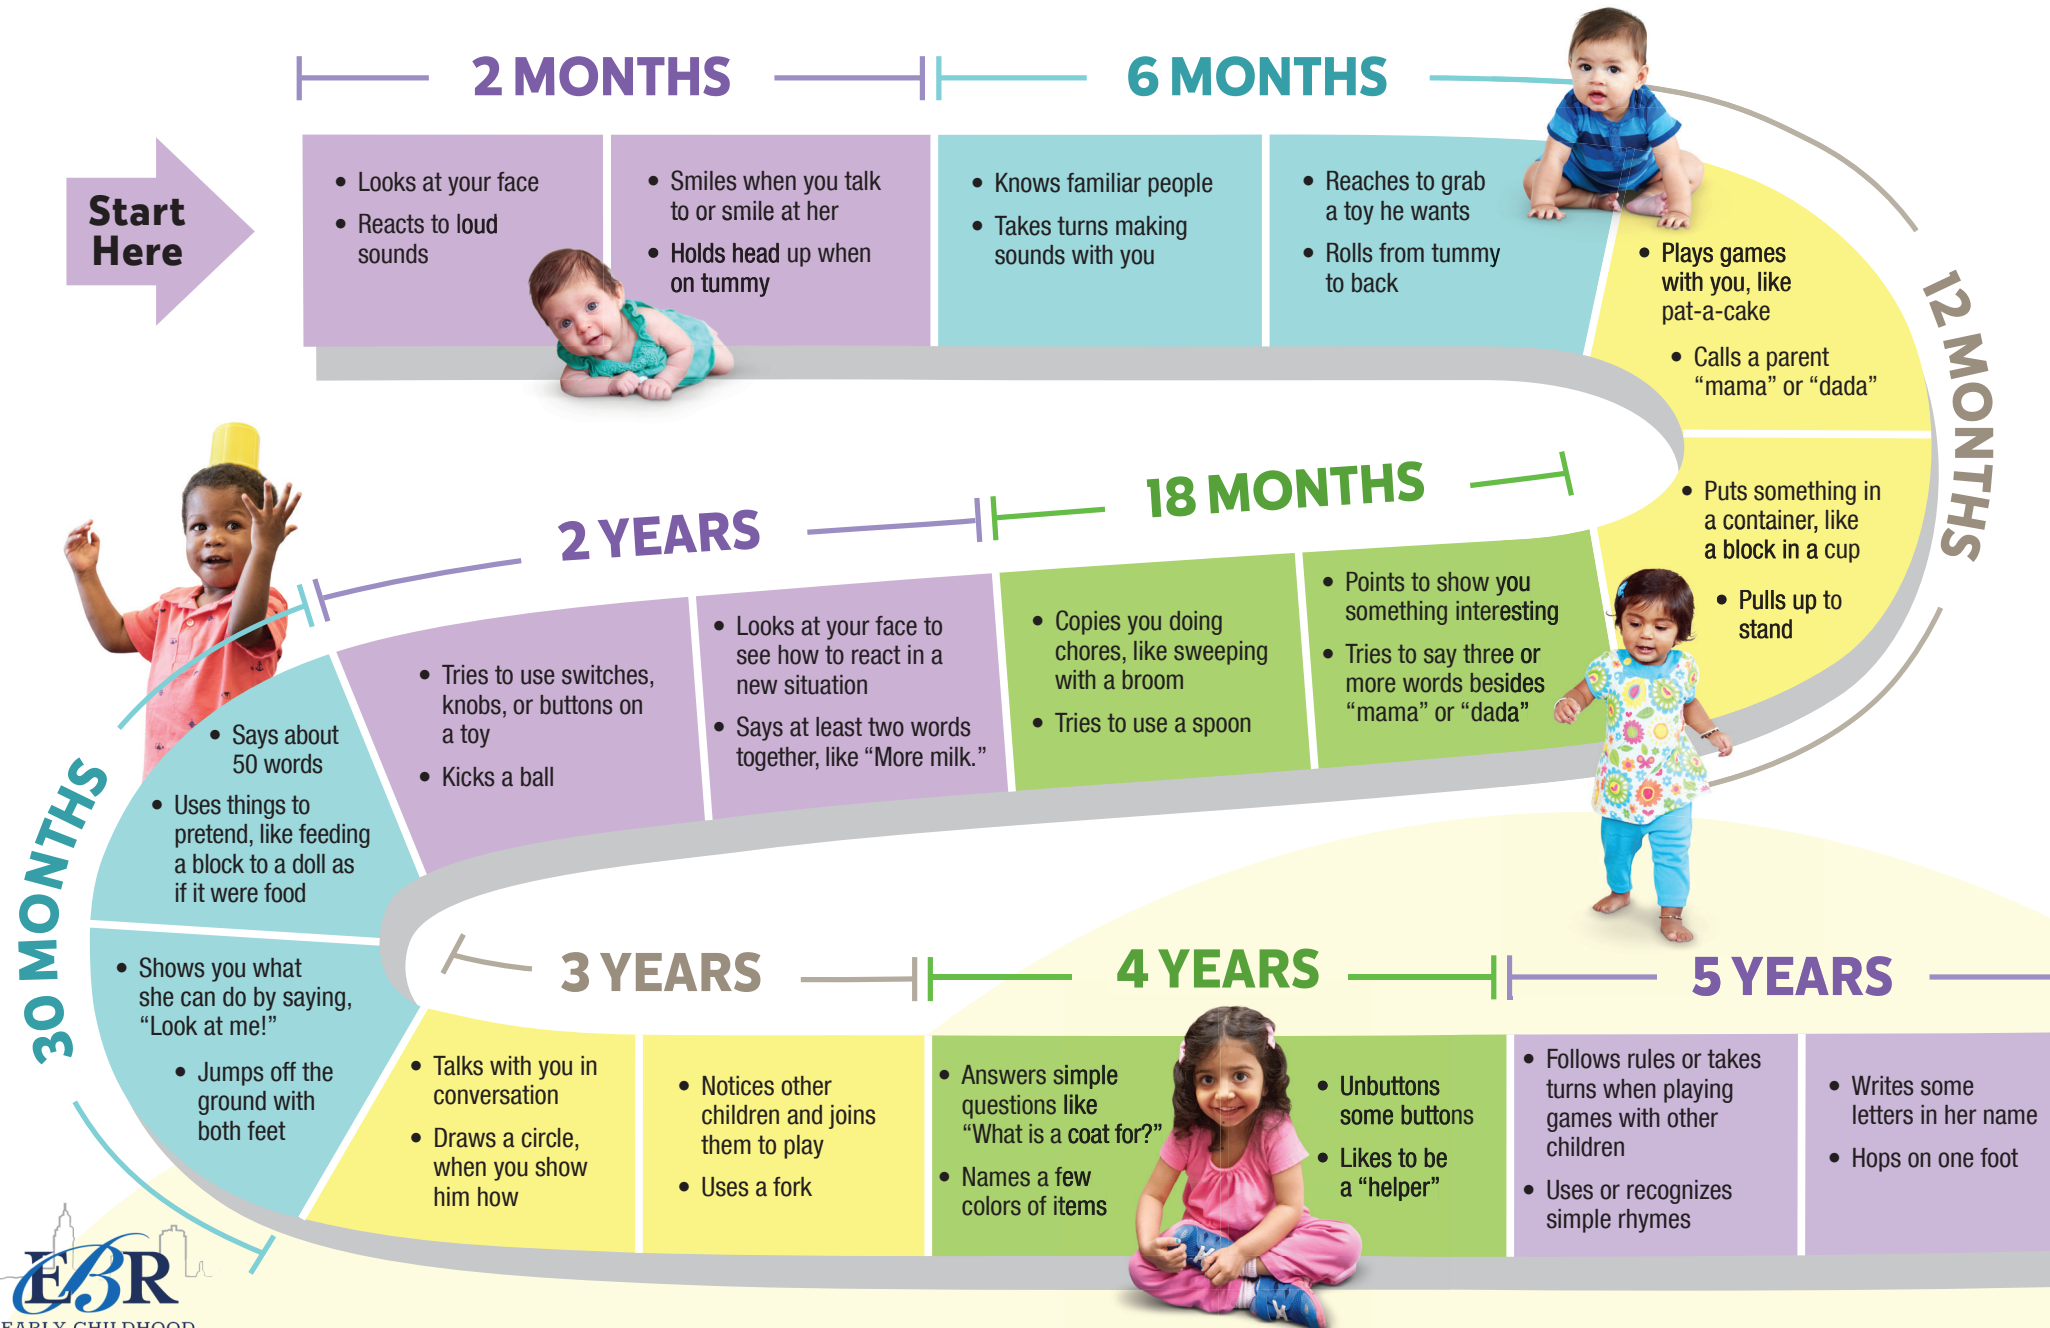 2 MONTHS
6 MONTHS
Start
Here
• Looks at your face
• Reacts to loud
sounds
• Smiles when you talk
to or smile at her
• Holds head up when
on tummy
• Knows familiar people
• Takes turns making
sounds with you
• Reaches to grab
a toy he wants
• Rolls from tummy
to back
12 MONTHS
• Plays games
with you, like
pat-a-cake
• Calls a parent
“mama” or “dada”
• Puts something in
a container, like
a block in a cup
• Pulls up to
stand
18 MONTHS
• Points to show you
something interesting
• Tries to say three or
more words besides
“mama” or “dada”
• Copies you doing
chores, like sweeping
with a broom
• Tries to use a spoon
2 YEARS
• Looks at your face to
see how to react in a
new situation
• Says at least two words
together, like “More milk.”
• Tries to use switches,
knobs, or buttons on
a toy
• Kicks a ball
30 MONTHS
• Says about
50 words
• Uses things to
pretend, like feeding
a block to a doll as
if it were food
• Shows you what
she can do by saying,
“Look at me!”
• Jumps off the
ground with
both feet
3 YEARS
• Talks with you in
conversation
• Draws a circle,
when you show
him how
• Notices other
children and joins
them to play
• Uses a fork
4 YEARS
• Answers simple
questions like
“What is a coat for?”
• Names a few
colors of items
• Unbuttons
some buttons
• Likes to be
a “helper”
5 YEARS
• Follows rules or takes
turns when playing
games with other
children
• Uses or recognizes
simple rhymes
• Writes some
letters in her name
• Hops on one foot
EBR
EARLY CHILDHOOD